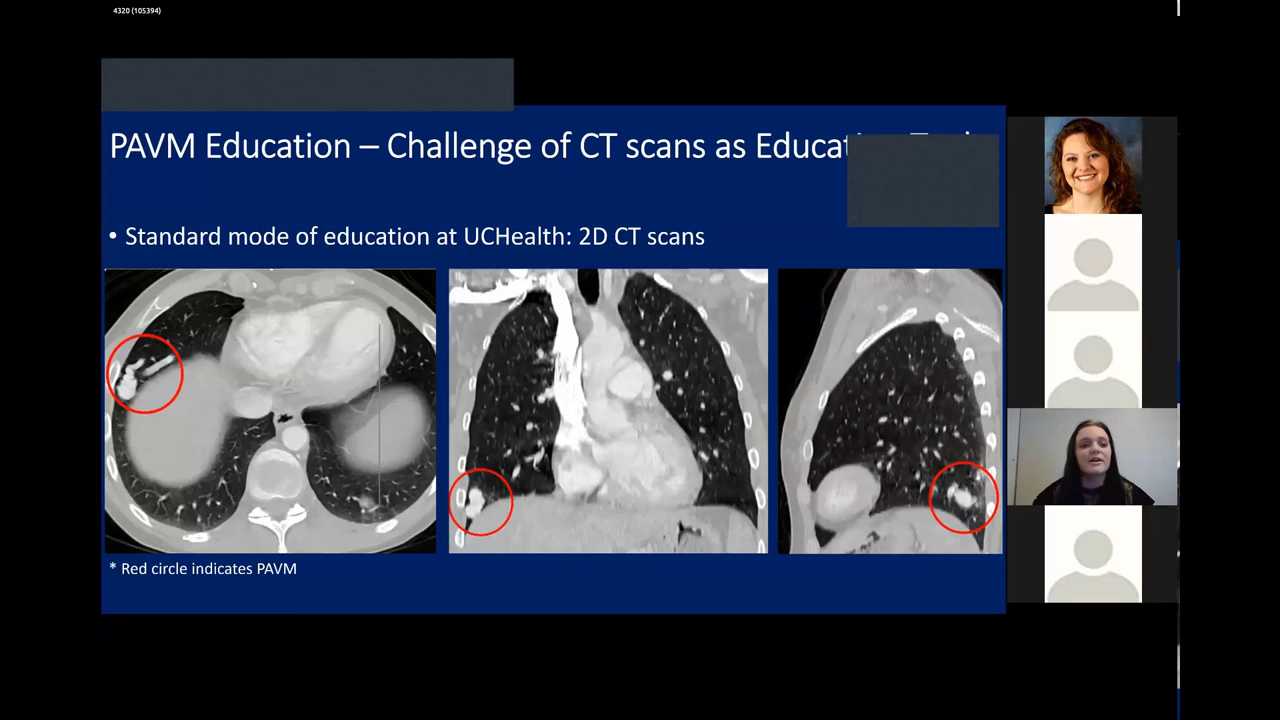 4320 (105394)
PAVM Education – Challenge of CT scans as
• Standard mode of education at UCHealth: 2D CT scans
* Red circle indicates PAVM